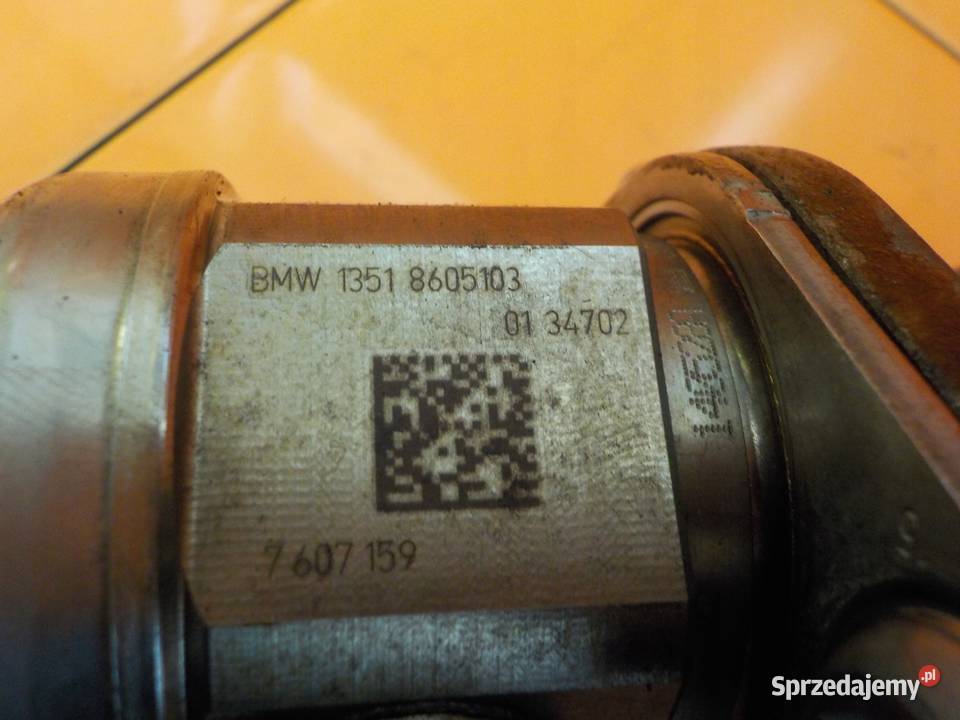 BMW 1351 8605103
01 34702
7 607 159
Sprzedajemy.pl